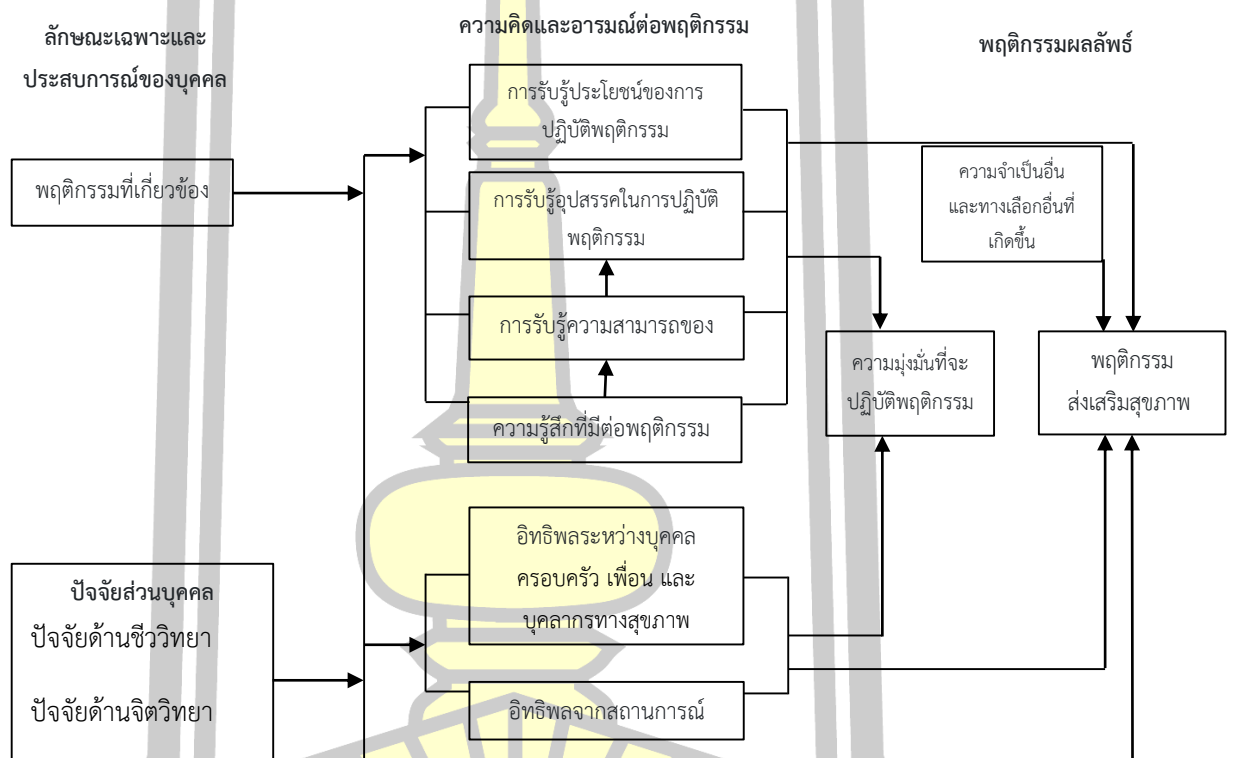 ลักษณะเฉพาะและ
ประสบการณ์ของบุคคล
ความคิดและอารมณ์ต่อพฤติกรรม
พฤติกรรมผลลัพธ์
พฤติกรรมที่เกี่ยวข้อง
การรับรู้ประโยชน์ของการ
ปฏิบัติพฤติกรรม
การรับรู้อุปสรรคในการปฏิบัติ
พฤติกรรม
การรับรู้ความสามารถของ
ความรู้สึกที่มีต่อพฤติกรรม
ความจำเป็นอื่น
และทางเลือกอื่นที่
เกิดขึ้น
ความมุ่งมั่นที่จะ
ปฏิบัติพฤติกรรม
พฤติกรรม
ส่งเสริมสุขภาพ
ปัจจัยส่วนบุคคล
ปัจจัยด้านชีววิทยา
ปัจจัยด้านจิตวิทยา
อิทธิพลระหว่างบุคคล
ครอบครัว เพื่อน และ
บุคลากรทางสุขภาพ
อิทธิพลจากสถานการณ์